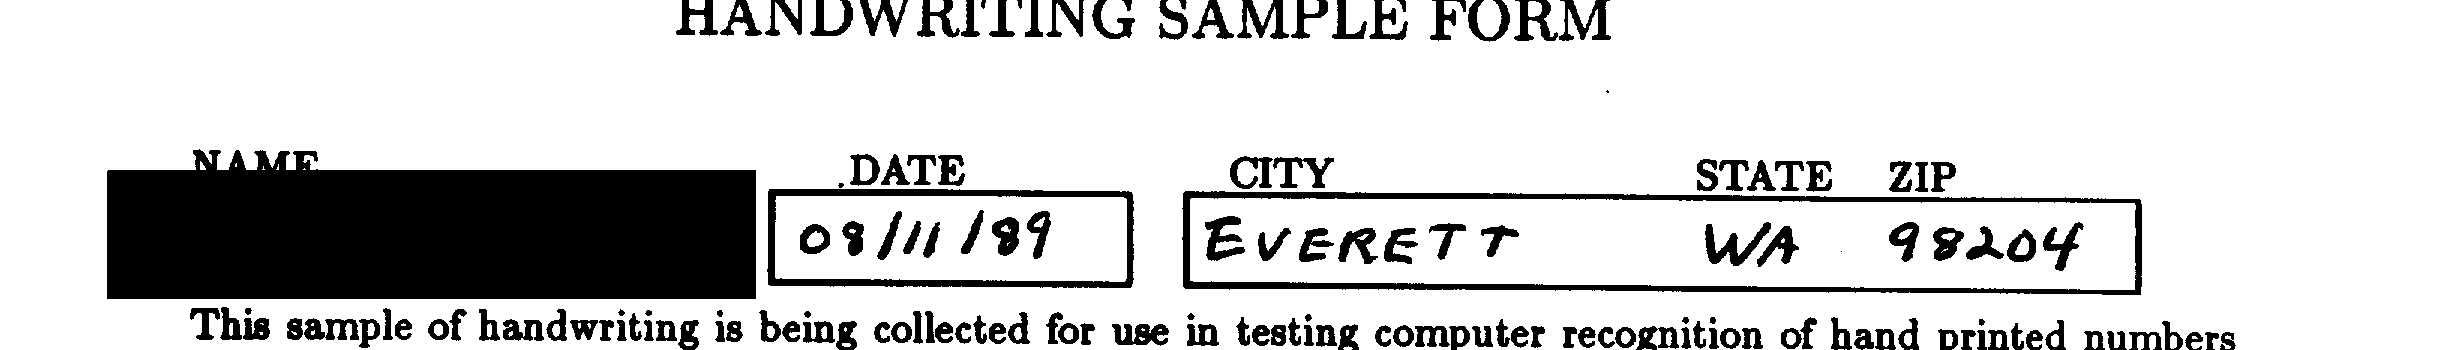 HANDWRITING SAMPLE FORM
NAME DATE CITY STATE ZIP
08/11/89 EVERETT WA 98204
This sample of handwriting is being collected for use in testing computer recognition of hand printed numbers